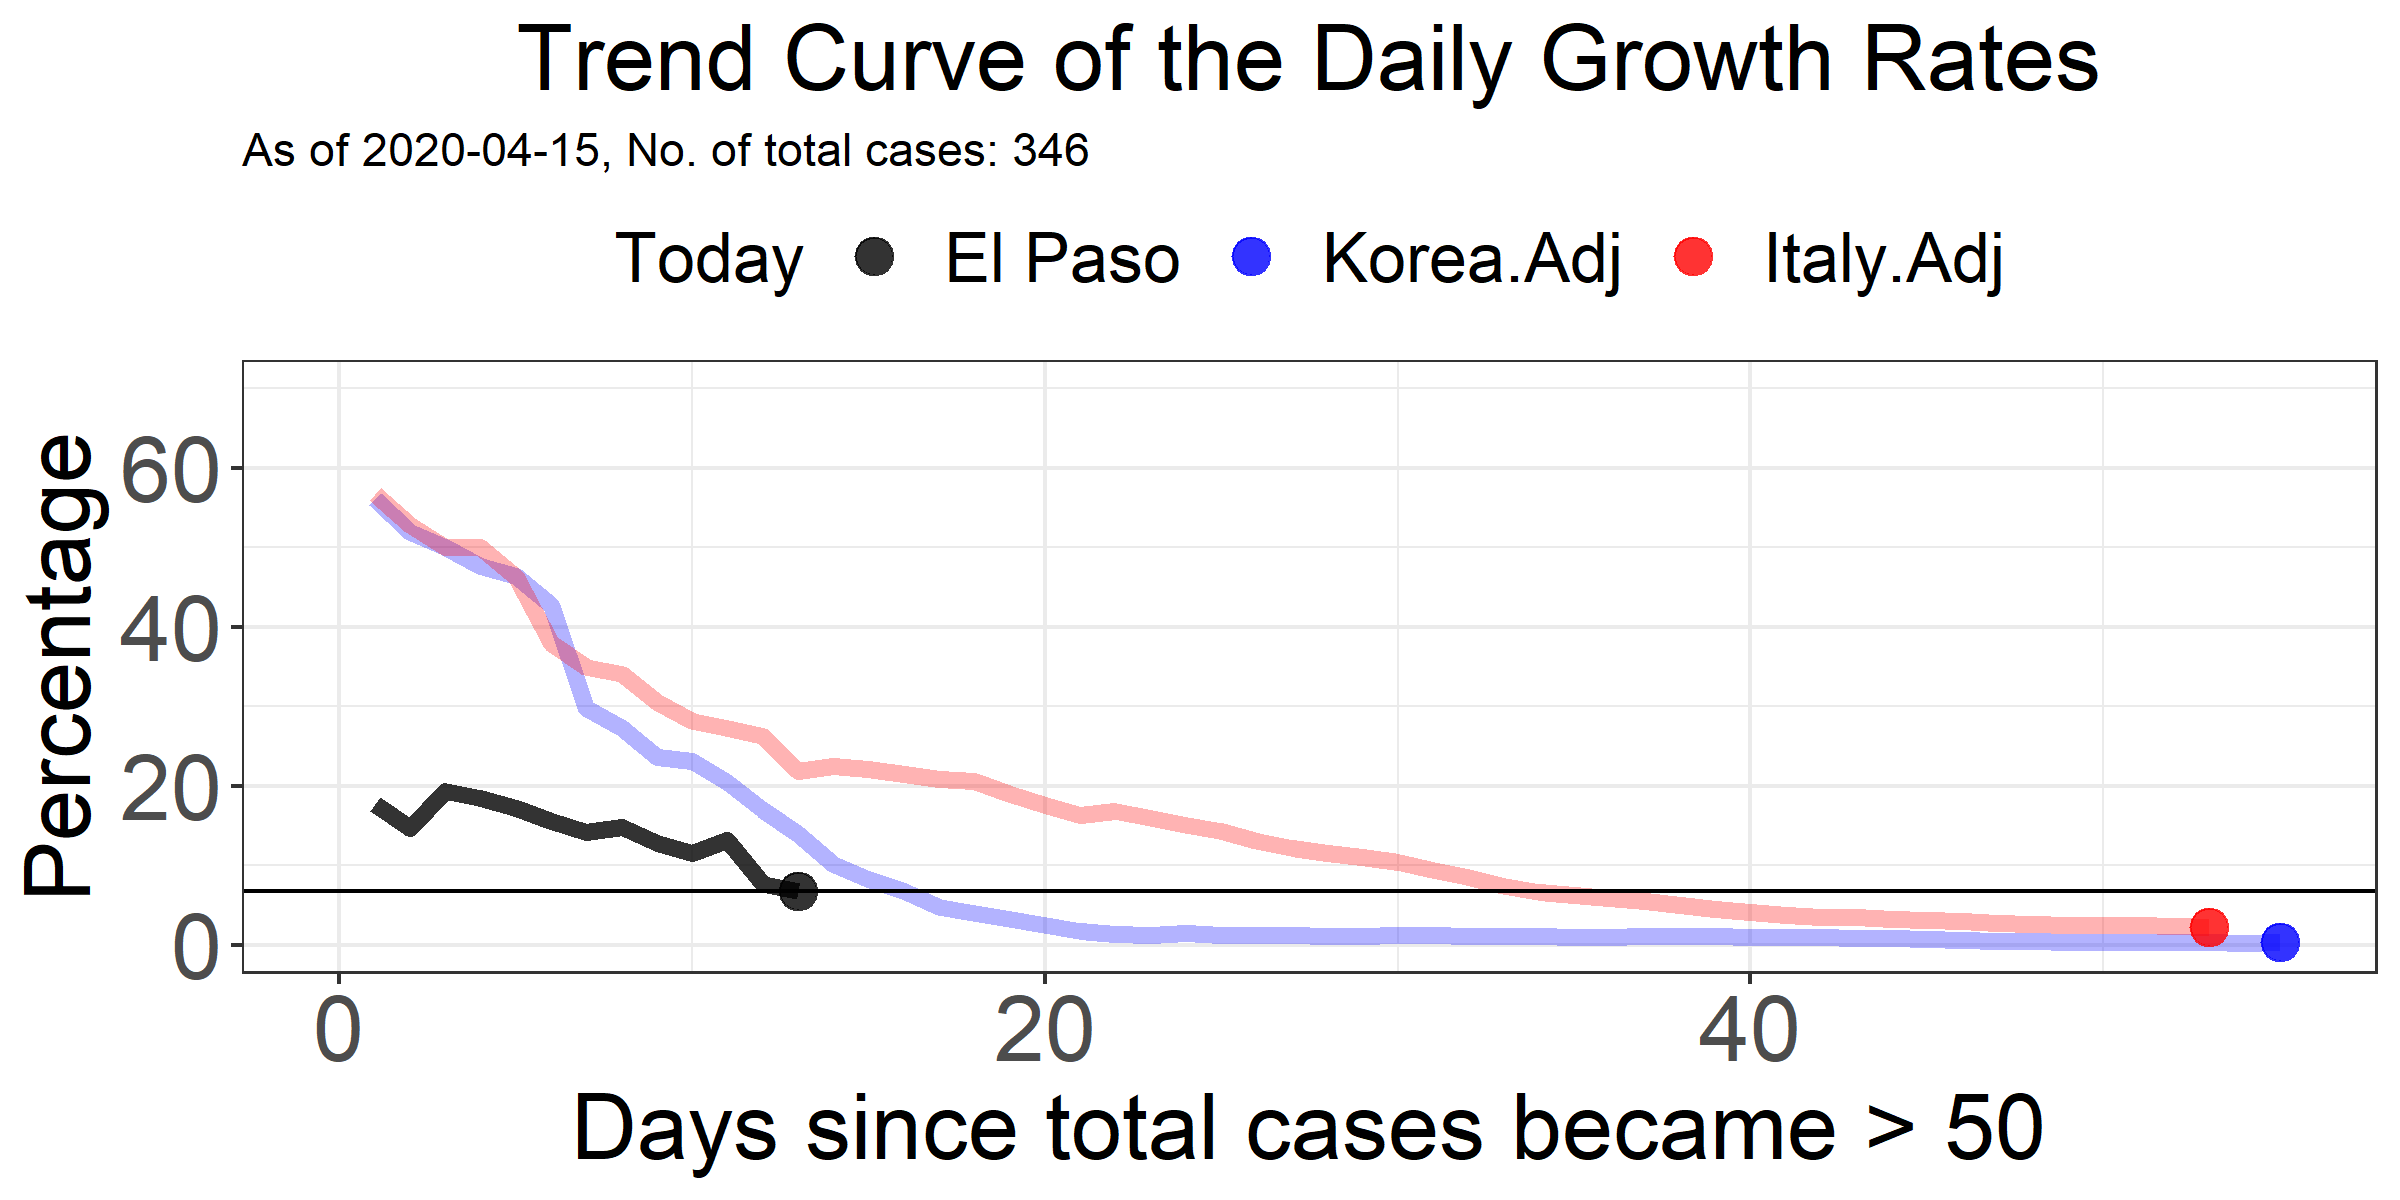 Trend Curve of the Daily Growth Rates
As of 2020-04-15, No. of total cases: 346
Today El Paso Korea.Adj Italy.Adj
Percentage
60
40
20
0
0 20 40
Days since total cases became > 50